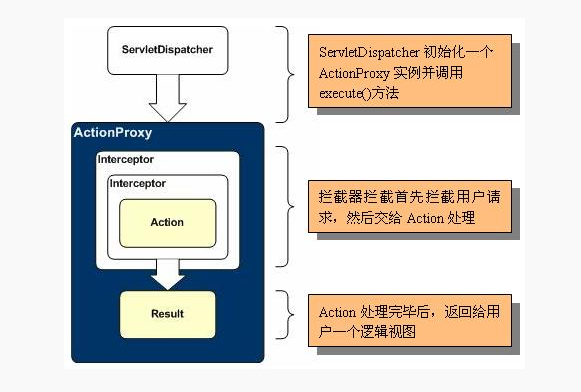 ServletDispatcher
ServletDispatcher 初始化一个
ActionProxy 实例并调用
execute()方法
ActionProxy
Interceptor
Interceptor
Action
拦截器拦截首先拦截用户请
求，然后交给 Action 处理
Result
Action 处理完毕后，返回给用
户一个逻辑视图